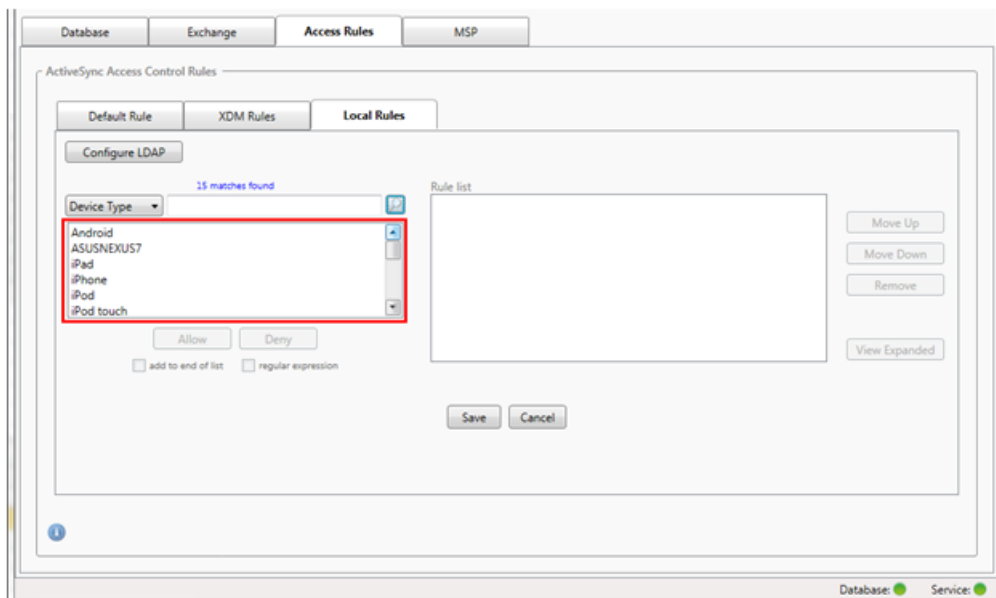 Database Exchange Access Rules MSP
ActiveSync Access Control Rules
Default Rule XDM Rules Local Rules
Configure LDAP
15 matches found
Rule list
Device Type
Android
ASUSNEXUS7
iPad
iPhone
iPod
iPod touch
Allow Deny
add to end of list regular expression
Move Up
Move Down
Remove
View Expanded
Save Cancel
Database: Service: